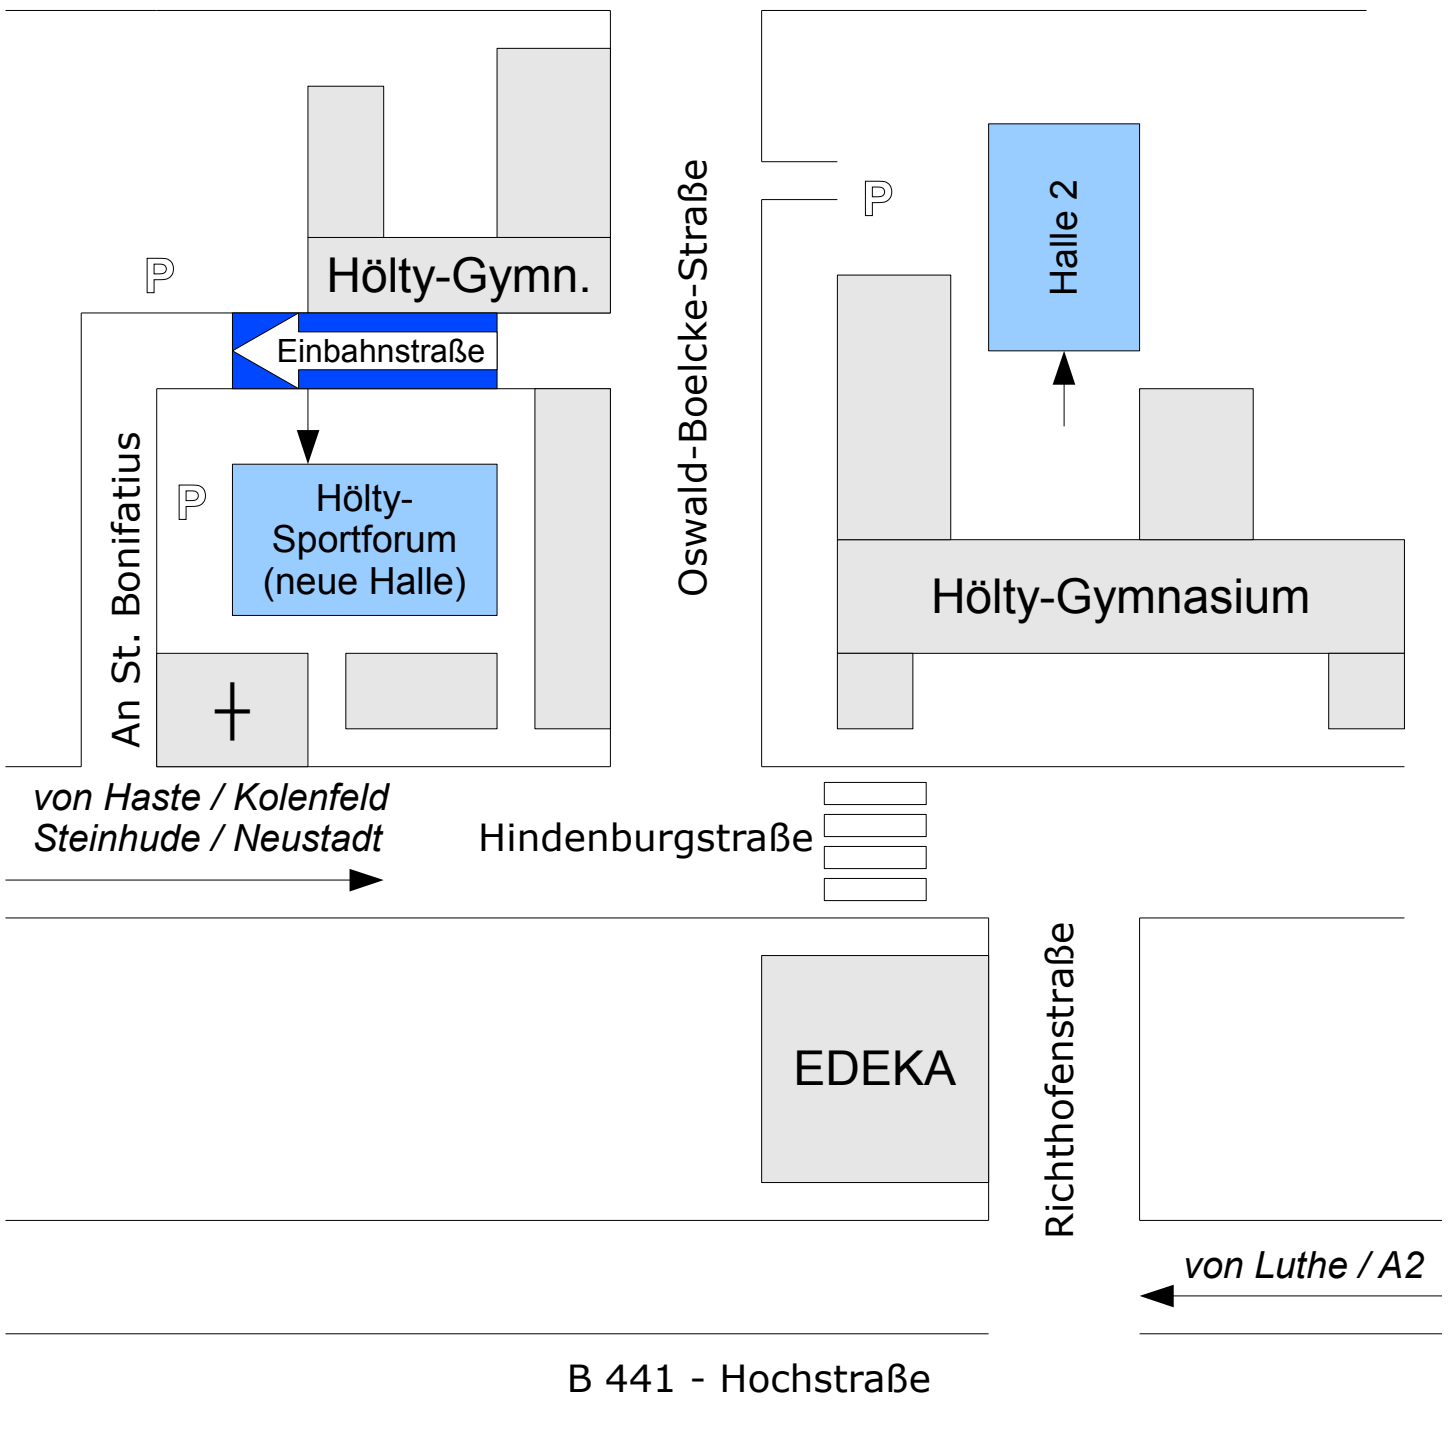 Hölty-Gymn.
P
Einbahnstraße
P
Hölty-
Sportforum
(neue Halle)
An St. Bonifatius
Oswald-Boelcke-Straße
P
Halle 2
Hölty-Gymnasium
von Haste / Kolenfeld
Steinhude / Neustadt
Hindenburgstraße
EDEKA
Richthofenstraße
von Luthe / A2
B 441 - Hochstraße